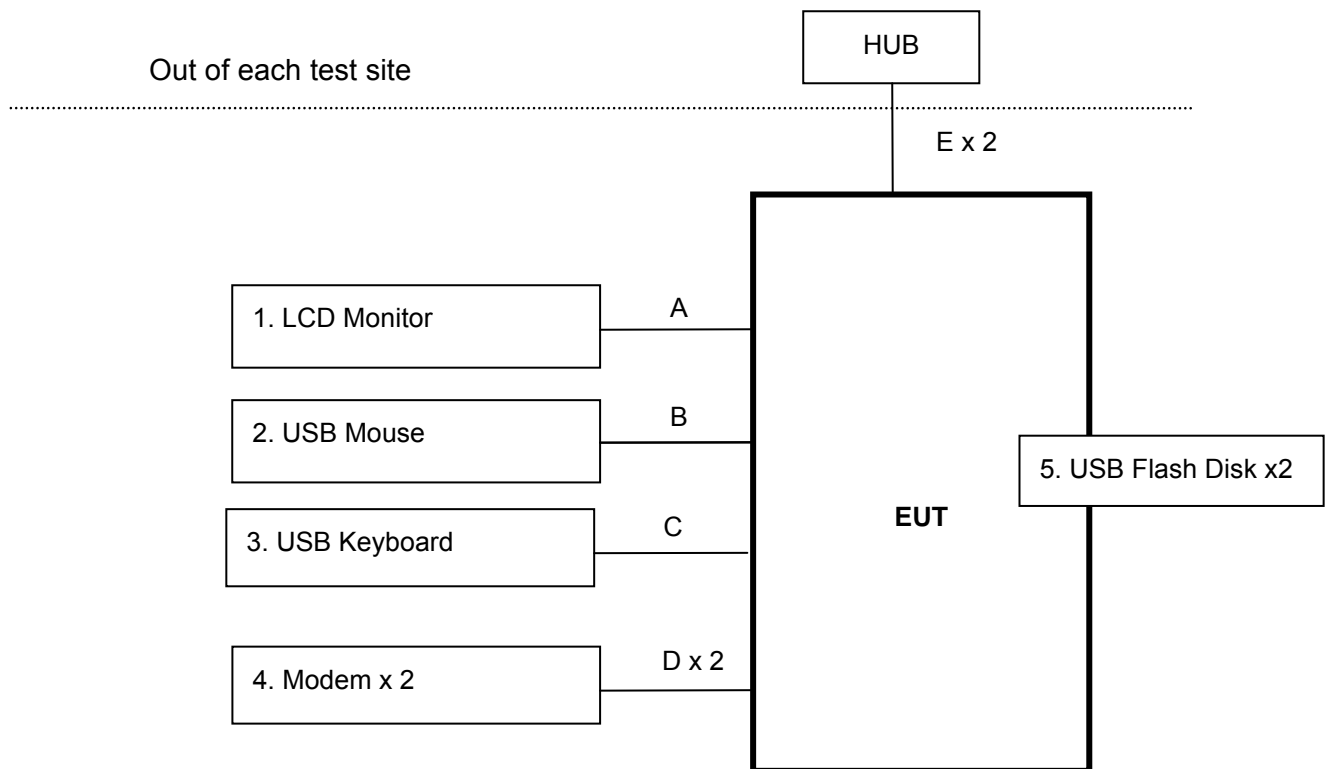 HUB
Out of each test site
E x 2
1. LCD Monitor
A
2. USB Mouse
B
5. USB Flash Disk x2
3. USB Keyboard
C
EUT
4. Modem x 2
D x 2